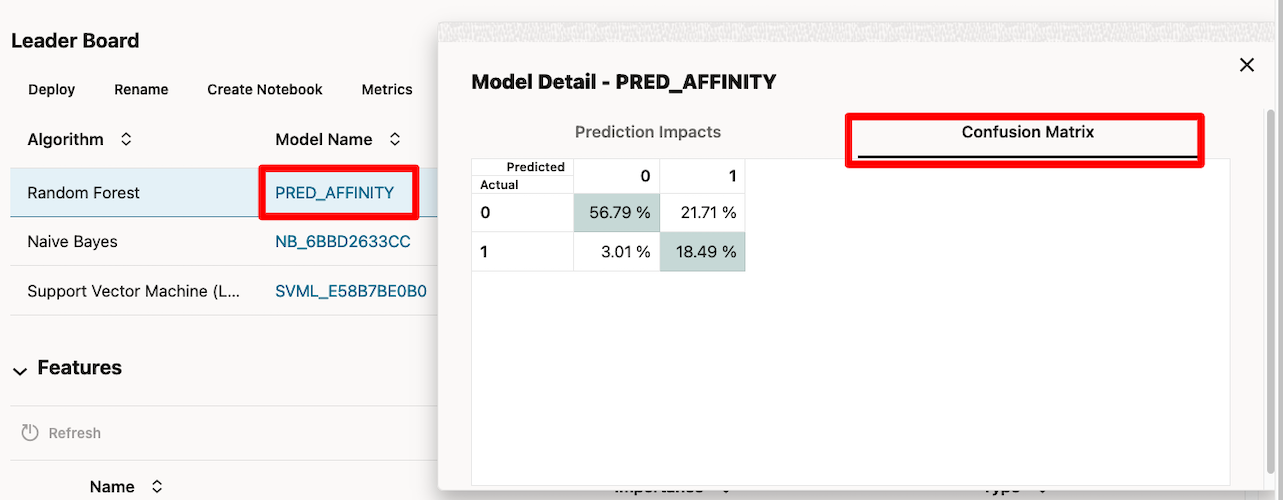 Leader Board
Deploy Rename Create Notebook Metrics
Algorithm Model Name
Random Forest PRED_AFFINITY
Naive Bayes NB_6BBD2633CC
Support Vector Machine (L... SVML_E58B7BE0B0
Features
Refresh
Name
Model Detail - PRED_AFFINITY
Prediction Impacts Confusion Matrix
Predicted 0 1
Actual
0 56.79 % 21.71 %
1 3.01 % 18.49 %